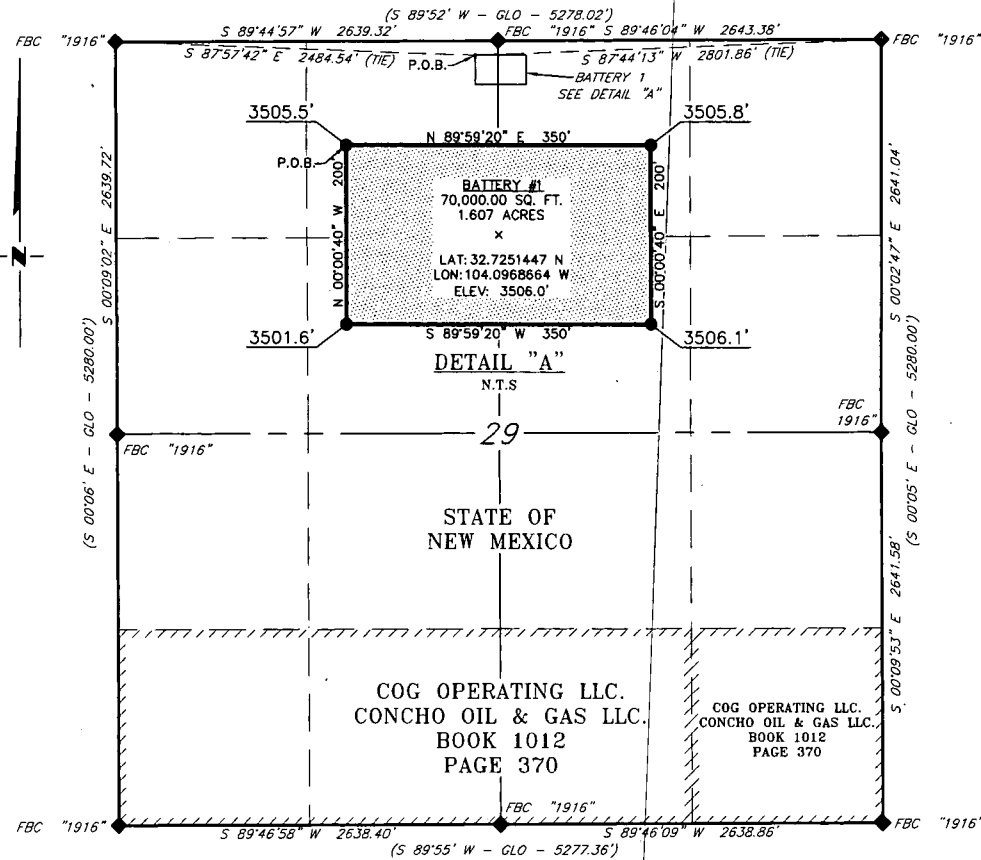 (S 89°52' W - GLO - 5278.02')
FBC "1916"
S 89°44'57" W 2639.32'
FBC "1916"
S 89°46'04" W 2643.38'
FBC "1916"
S 87°57'42" E 2484.54' (TIE)
P.O.B.
S 87°44'13" W 2801.86' (TIE)
BATTERY 1
SEE DETAIL "A"
3505.5'
3505.8'
N 89°59'20" E 350'
P.O.B.
N 00°00'40" W 200'
S 00°00'40" E 200'
BATTERY #1
70,000.00 SQ. FT.
1.607 ACRES
×
LAT: 32.7251447 N
LON: 104.0968664 W
ELEV: 3506.0'
S 89°59'20" W 350'
3501.6'
3506.1'
DETAIL "A"
N.T.S
N
S 00°09'02" E 2639.72'
(S 00°06' E - GLO - 5280.00')
S 00°02'47" E 2641.04'
(S 00°05' E - GLO - 5280.00')
FBC
1916"
29
FBC "1916"
STATE OF
NEW MEXICO
S 00°09'53" E 2641.58'
COG OPERATING LLC.
CONCHO OIL & GAS LLC.
BOOK 1012
PAGE 370
COG OPERATING LLC.
CONCHO OIL & GAS LLC.
BOOK 1012
PAGE 370
FBC "1916"
FBC "1916"
FBC "1916"
S 89°46'58" W 2638.40'
S 89°46'09" W 2638.86'
(S 89°55' W - GLO - 5277.36')